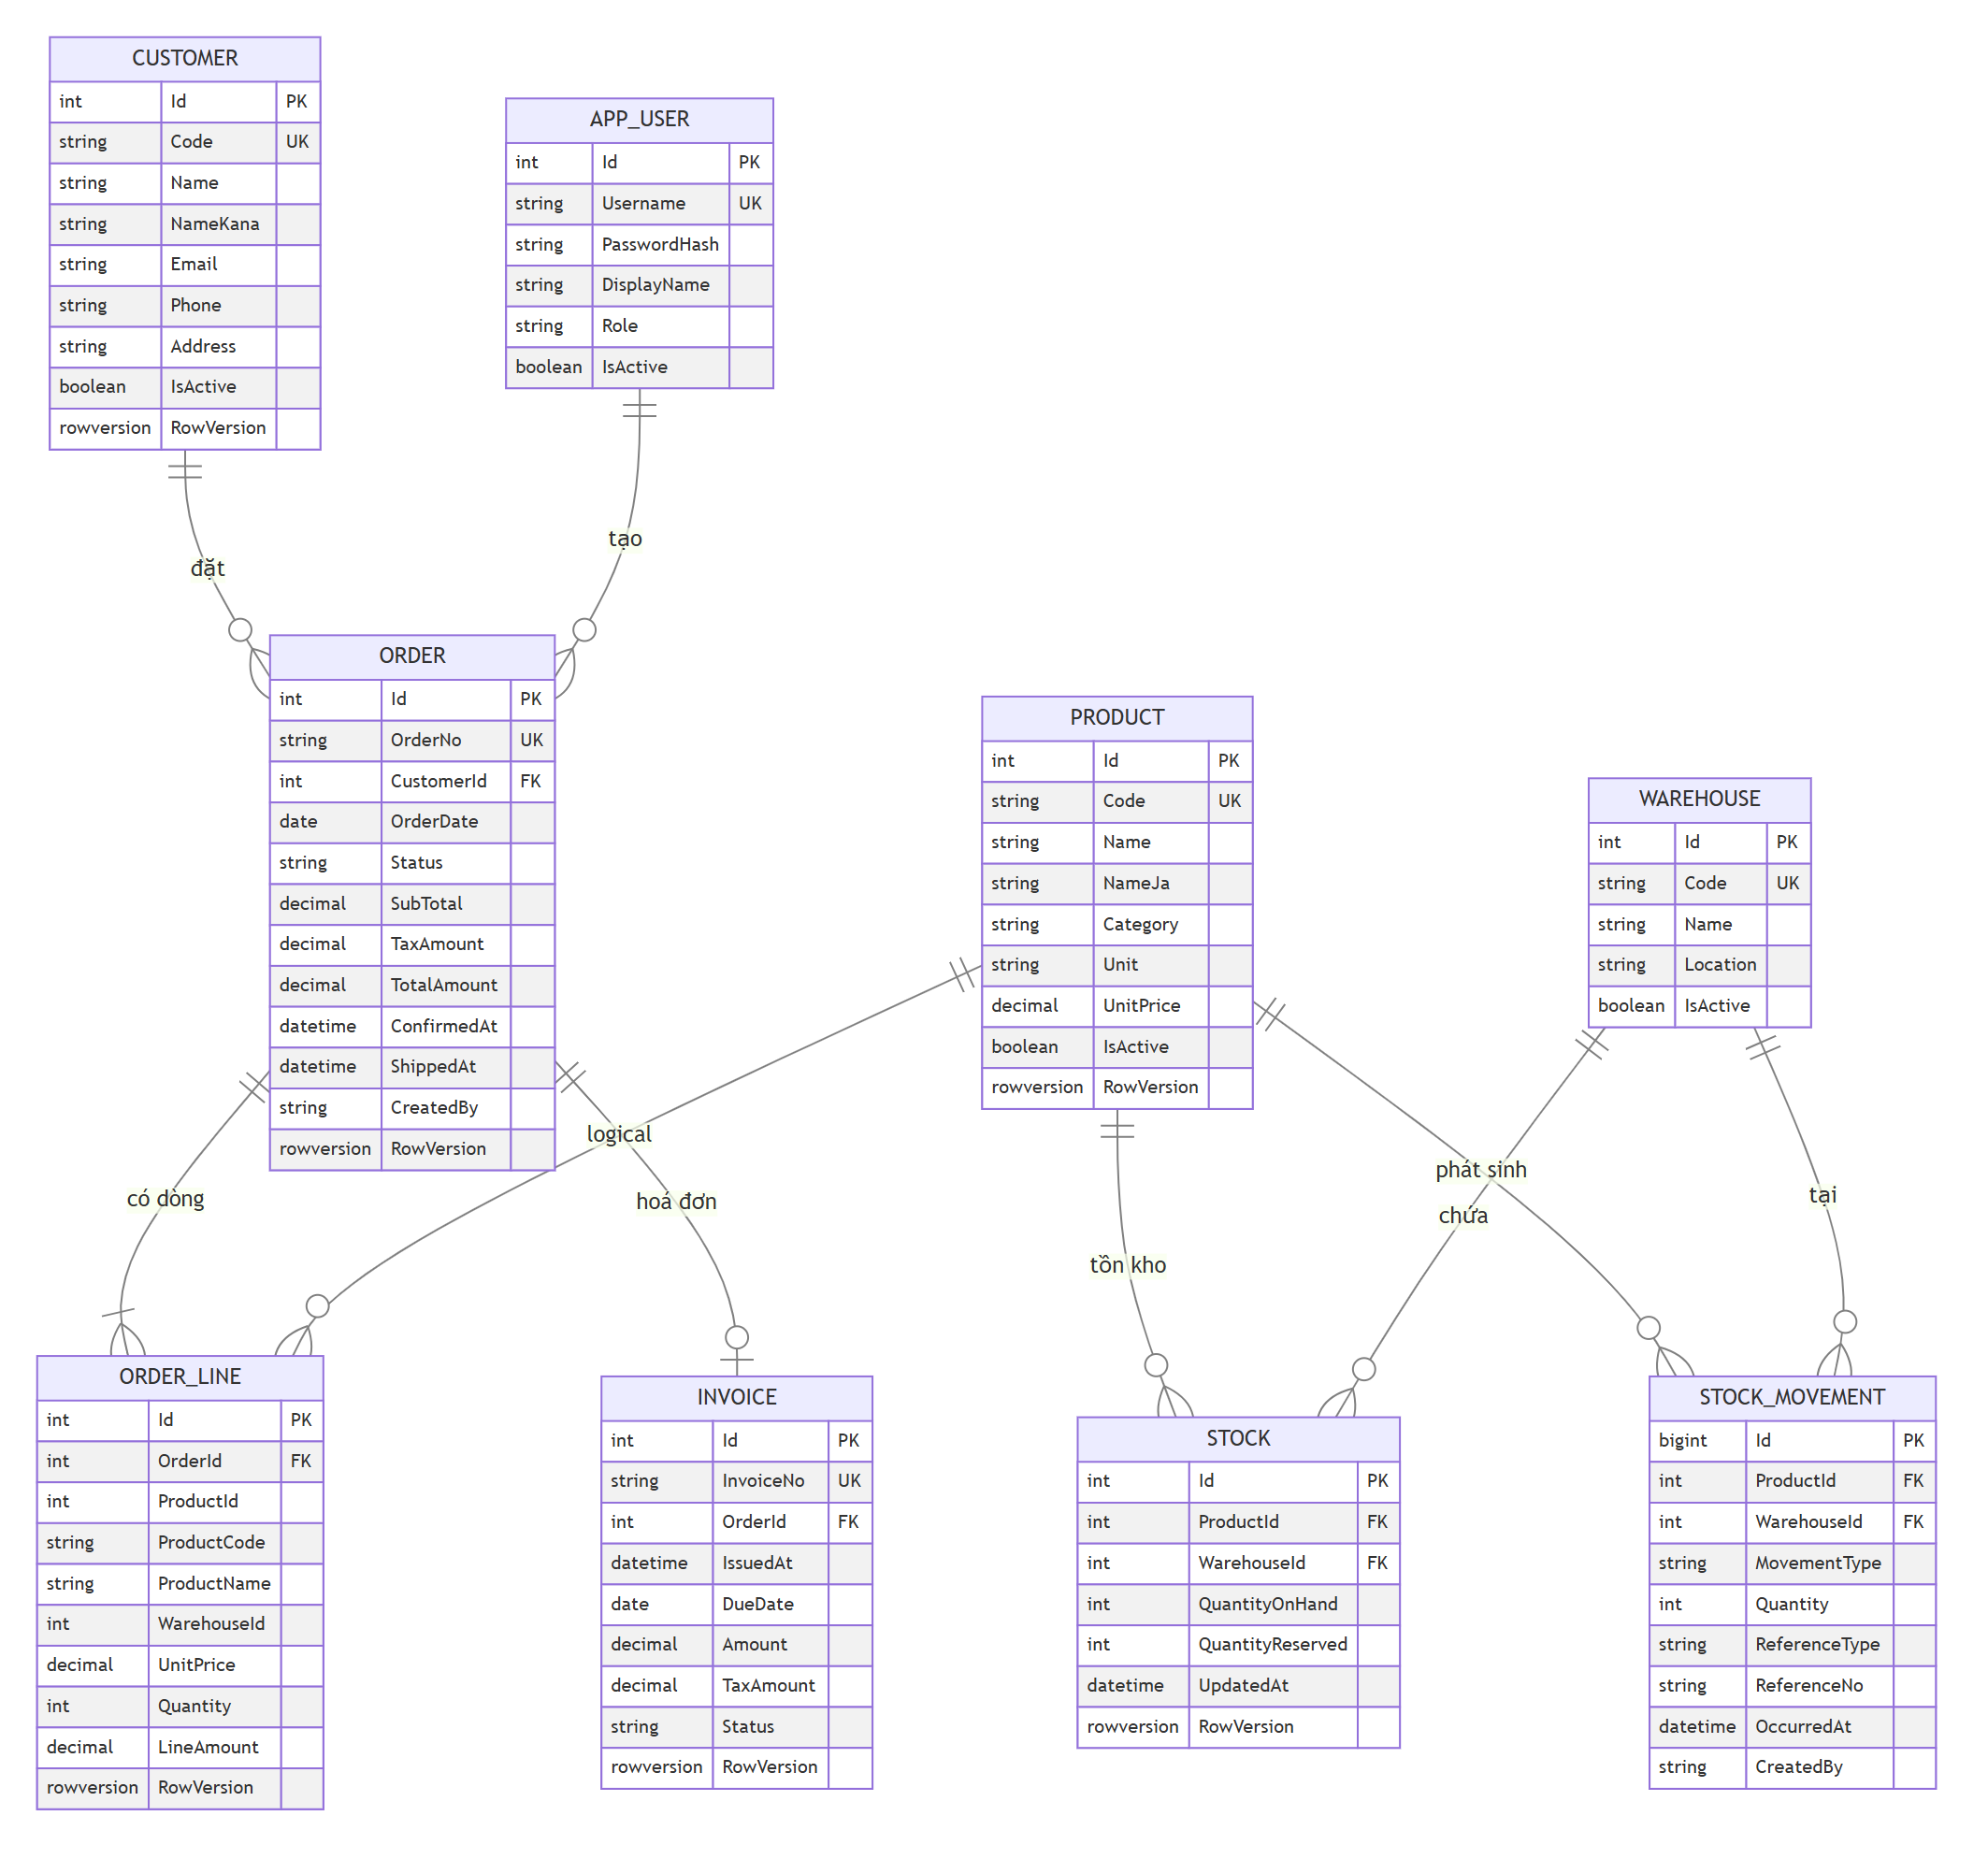 CUSTOMER
int Id PK
string Code UK
string Name
string NameKana
string Email
string Phone
string Address
boolean IsActive
rowversion RowVersion
APP_USER
int Id PK
string Username UK
string PasswordHash
string DisplayName
string Role
boolean IsActive
đặt
tạo
ORDER
int Id PK
string OrderNo UK
int CustomerId FK
date OrderDate
string Status
decimal SubTotal
decimal TaxAmount
decimal TotalAmount
datetime ConfirmedAt
datetime ShippedAt
string CreatedBy
rowversion RowVersion
PRODUCT
int Id PK
string Code UK
string Name
string NameJa
string Category
string Unit
decimal UnitPrice
boolean IsActive
rowversion RowVersion
WAREHOUSE
int Id PK
string Code UK
string Name
string Location
boolean IsActive
logical
có dòng
hoá đơn
phát sinh
chứa
tại
tồn kho
ORDER_LINE
int Id PK
int OrderId FK
int ProductId
string ProductCode
string ProductName
int WarehouseId
decimal UnitPrice
int Quantity
decimal LineAmount
rowversion RowVersion
INVOICE
int Id PK
string InvoiceNo UK
int OrderId FK
datetime IssuedAt
date DueDate
decimal Amount
decimal TaxAmount
string Status
rowversion RowVersion
STOCK
int Id PK
int ProductId FK
int WarehouseId FK
int QuantityOnHand
int QuantityReserved
datetime UpdatedAt
rowversion RowVersion
STOCK_MOVEMENT
bigint Id PK
int ProductId FK
int WarehouseId FK
string MovementType
int Quantity
string ReferenceType
string ReferenceNo
datetime OccurredAt
string CreatedBy